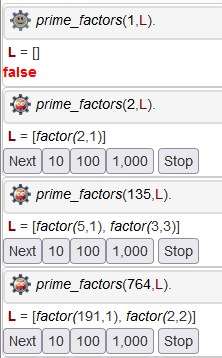 prime_factors(1,L).
L = []
false
prime_factors(2,L).
L = [factor(2,1)]
Next 10 100 1,000 Stop
prime_factors(135,L).
L = [factor(5,1), factor(3,3)]
Next 10 100 1,000 Stop
prime_factors(764,L).
L = [factor(191,1), factor(2,2)]
Next 10 100 1,000 Stop